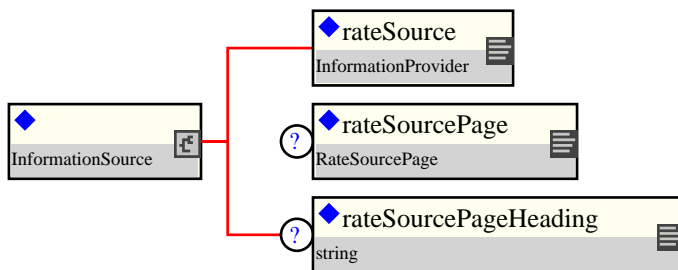 rateSource
InformationProvider
InformationSource
?
rateSourcePage
RateSourcePage
?
rateSourcePageHeading
string